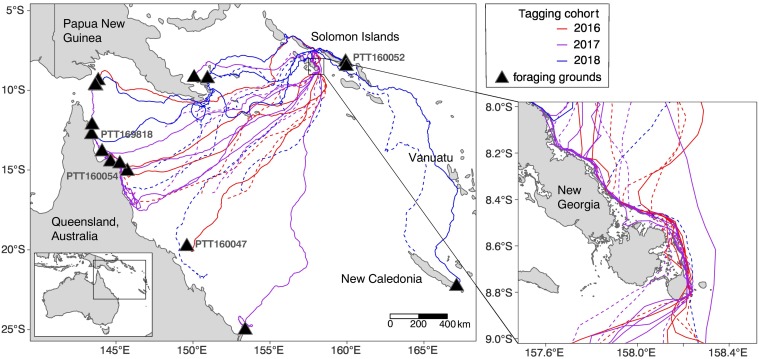 5°S
10°S
15°S
20°S
25°S
145°E
150°E
155°E
160°E
165°E
Papua New
Guinea
Solomon Islands
PTT160052
PTT169818
PTT160054
Vanuatu
Queensland,
Australia
PTT160047
New Caledonia
0 200 400 km
Tagging cohort
2016
2017
2018
foraging grounds
8.0°S
8.2°S
8.4°S
8.6°S
8.8°S
9.0°S
New
Georgia
157.6°E
158.0°E
158.4°E